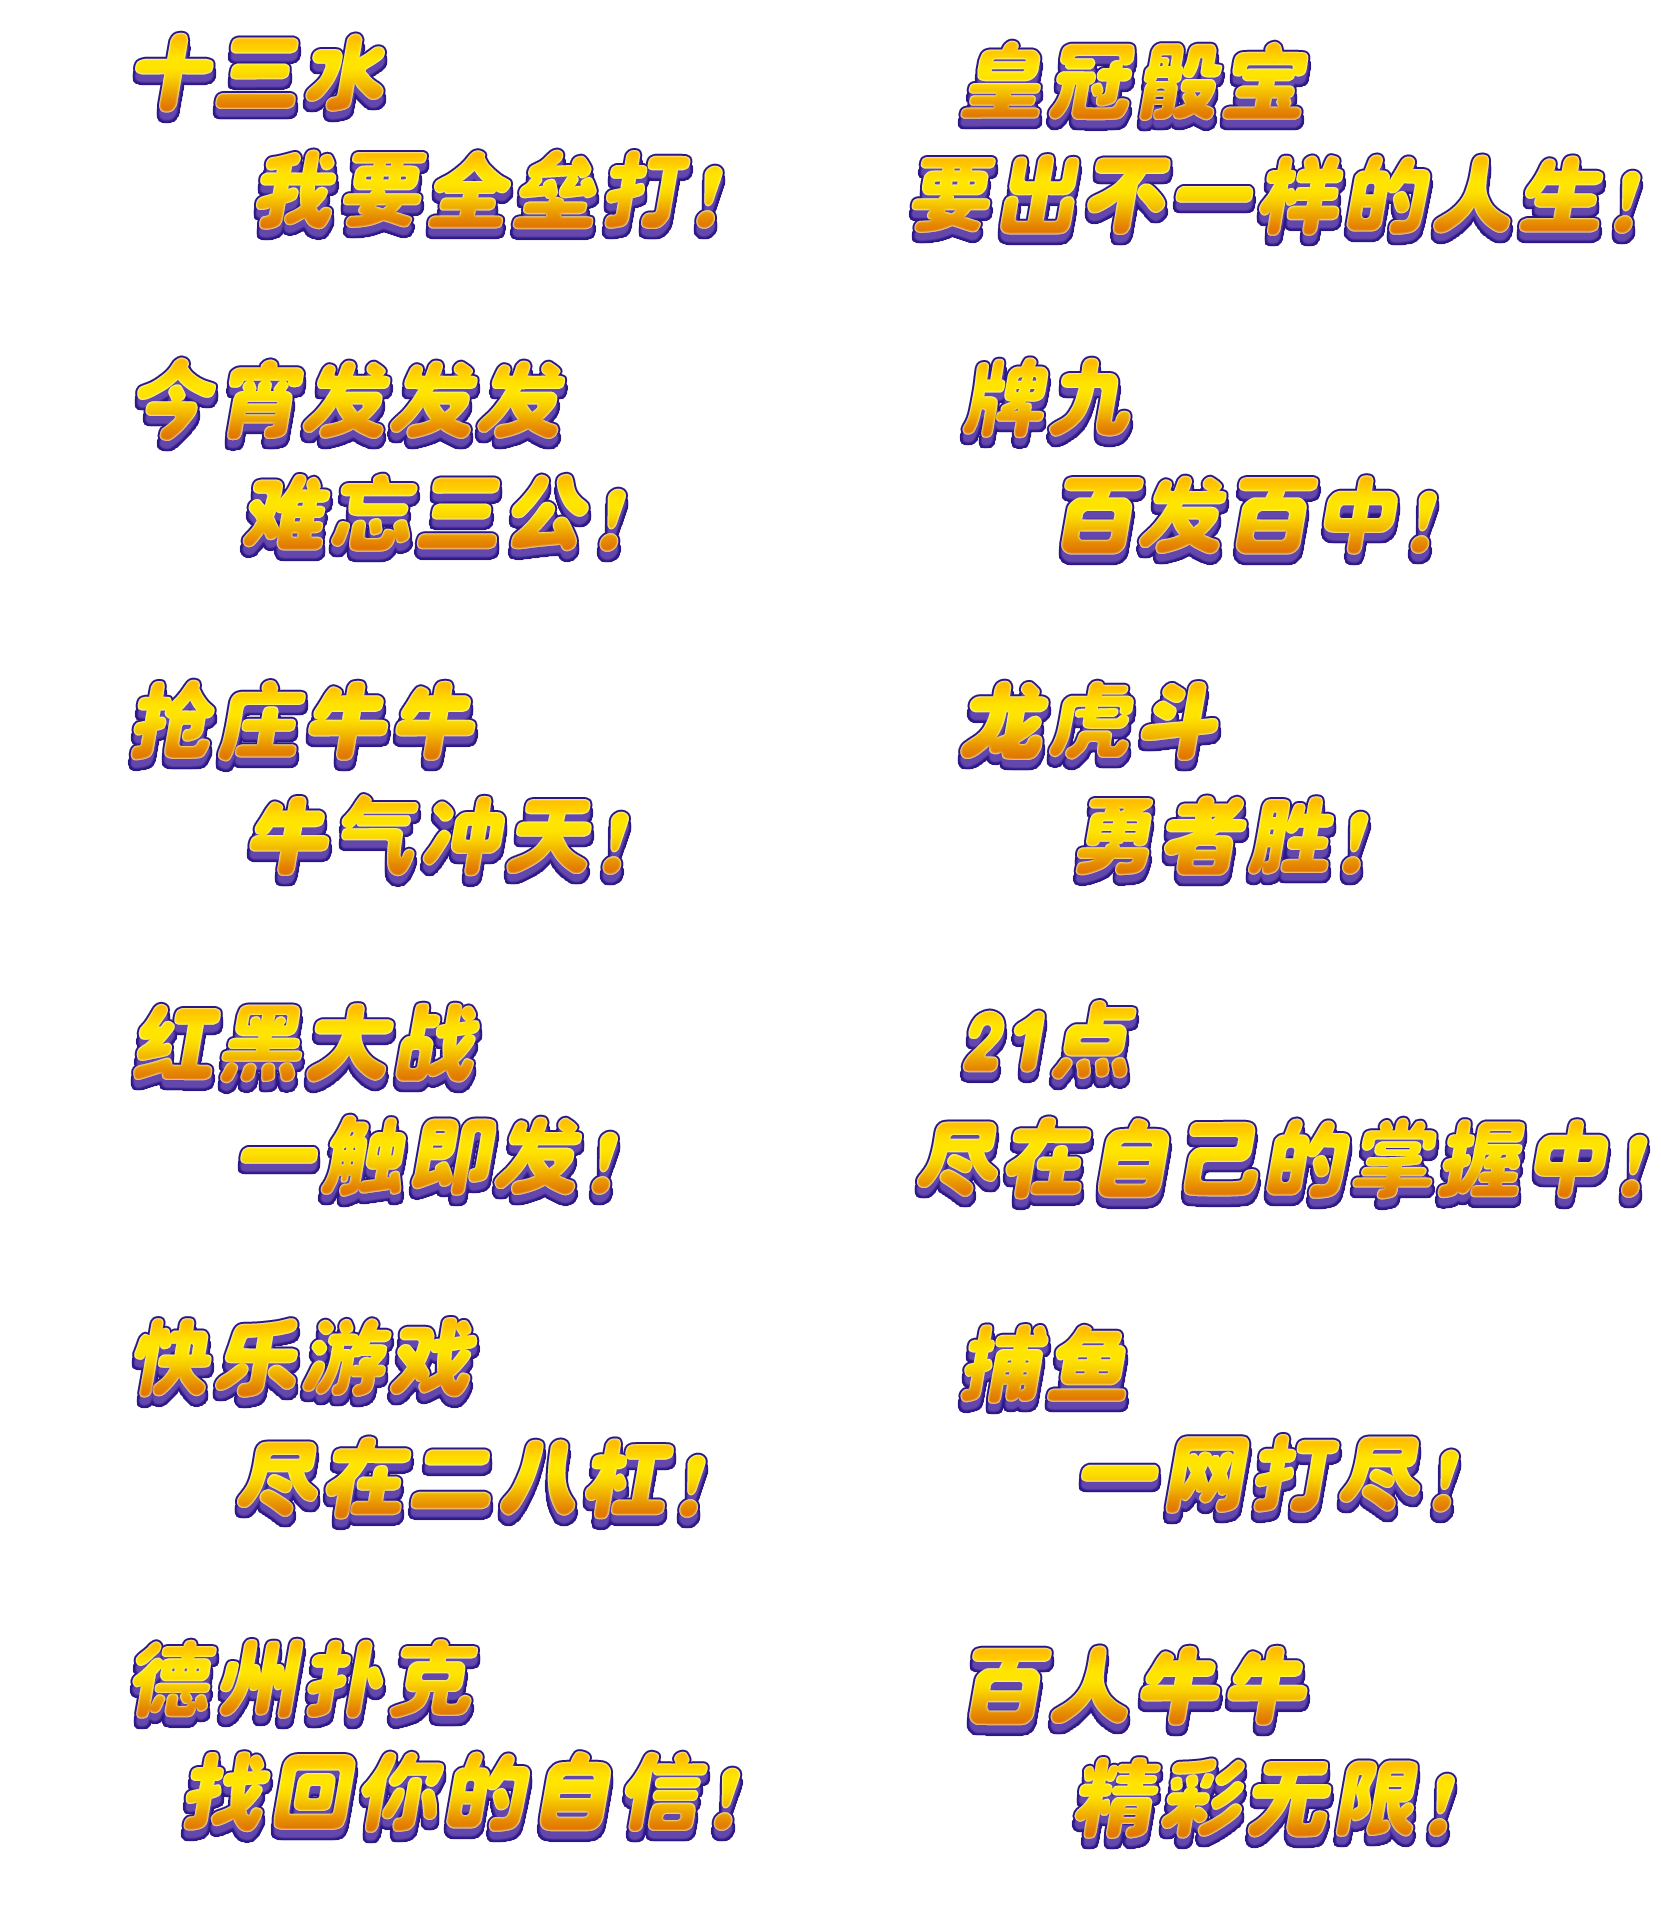 十三水
我要全垒打！
皇冠骰宝
要出不一样的人生！
今宵发发发
难忘三公！
牌九
百发百中！
抢庄牛牛
牛气冲天！
龙虎斗
勇者胜！
红黑大战
一触即发！
21点
尽在自己的掌握中！
快乐游戏
尽在二八杠！
捕鱼
一网打尽！
德州扑克
找回你的自信！
百人牛牛
精彩无限！